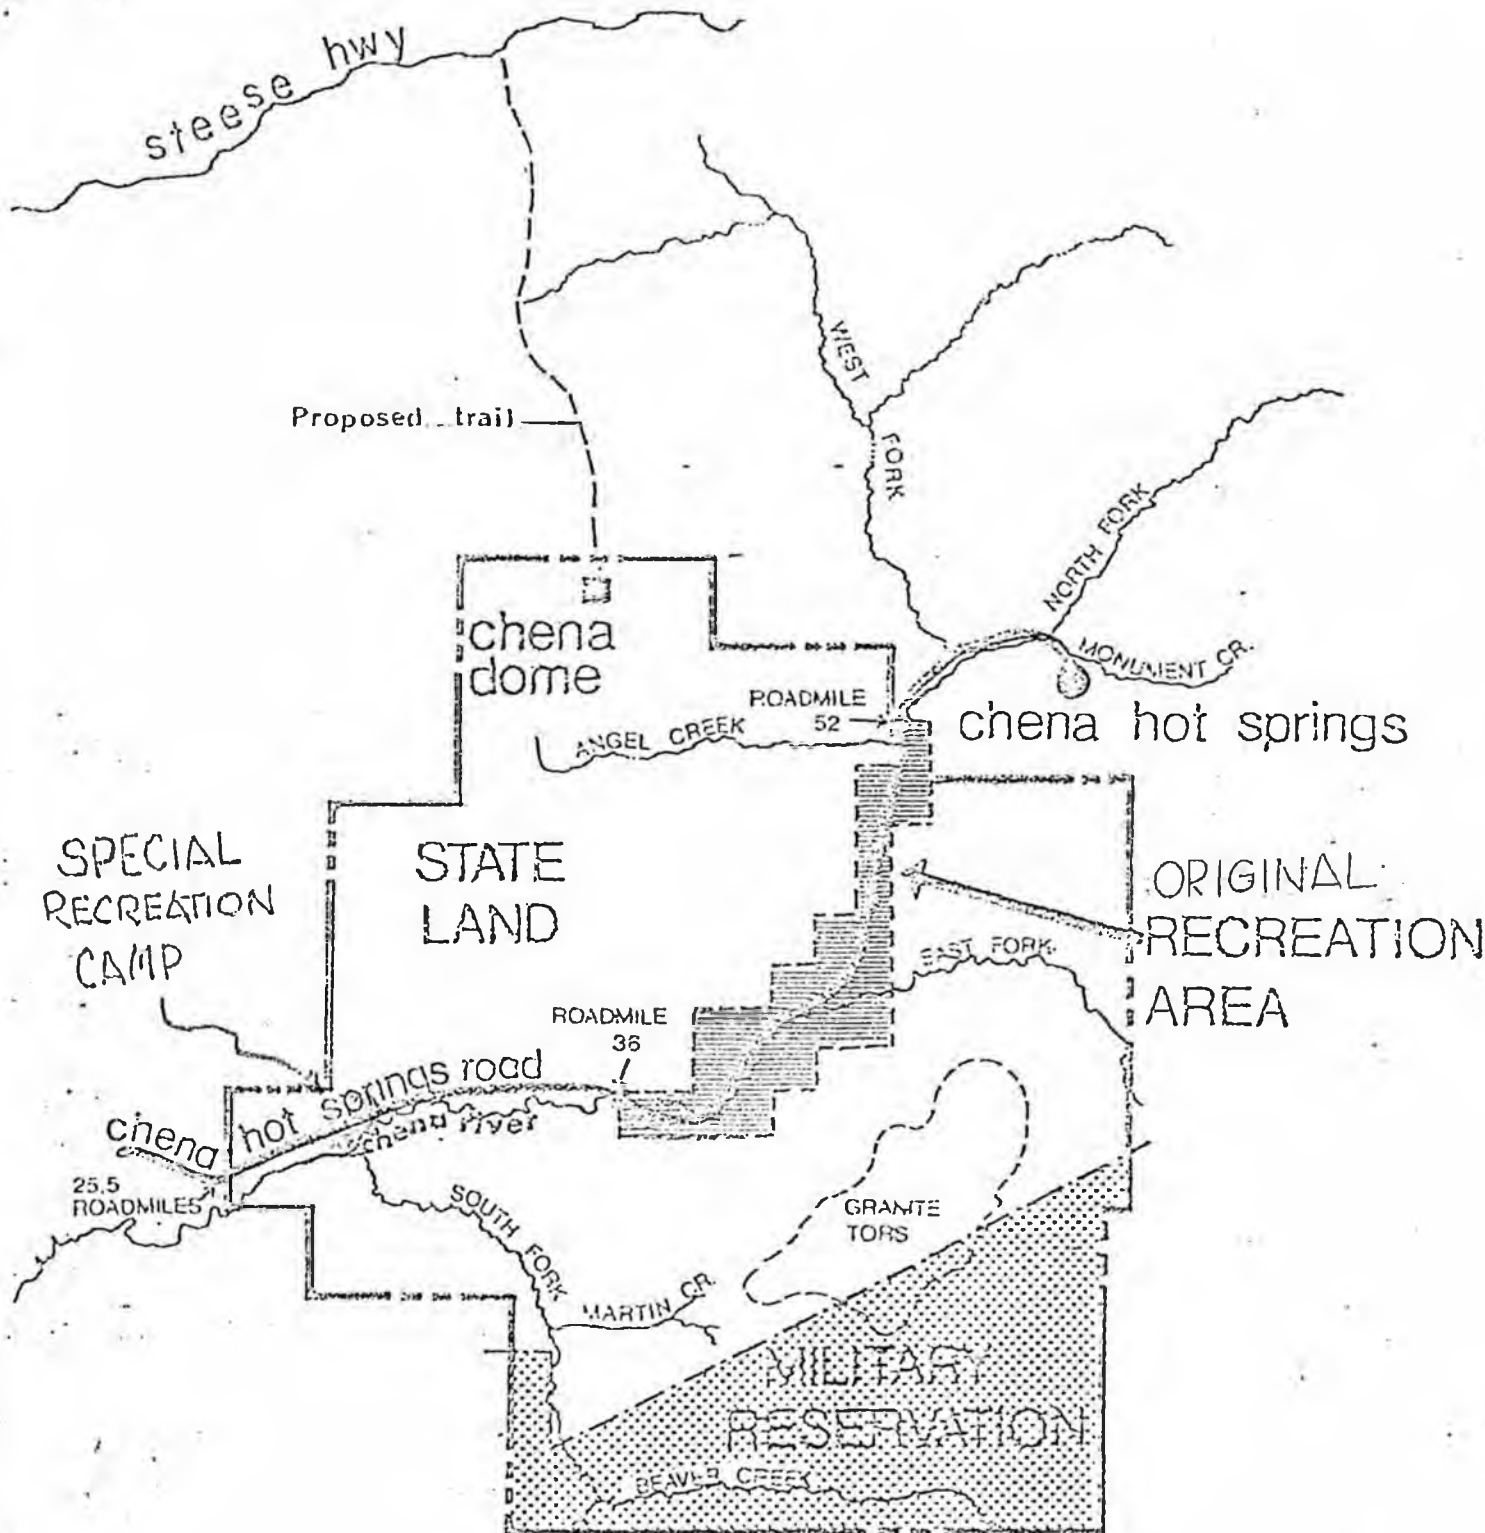 steese hwy
WEST
FORK
Proposed trail
NORTH FORK
MONUMENT CR.
chena
dome
ROADMILE
52
ANGEL CREEK
chena hot springs
SPECIAL
RECREATION
CAMP
STATE
LAND
ORIGINAL
RECREATION
AREA
EAST FORK
ROADMILE
36
chena hot springs road
chena river
25.5
ROADMILES
SOUTH FORK
GRANITE
TORS
MARTIN CR.
MILITARY
RESERVATION
BEAVER CREEK